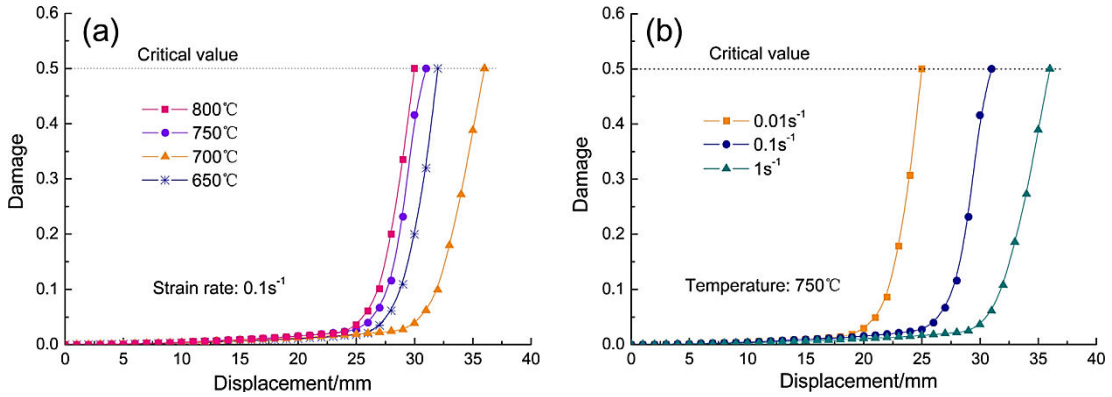 (a)
Critical value
800℃
750℃
700℃
650℃
Strain rate: 0.1s⁻¹
Damage
0.6
0.5
0.4
0.3
0.2
0.1
0.0
0 5 10 15 20 25 30 35 40
Displacement/mm
(b)
Critical value
0.01s⁻¹
0.1s⁻¹
1s⁻¹
Temperature: 750℃
Damage
0.6
0.5
0.4
0.3
0.2
0.1
0.0
0 5 10 15 20 25 30 35 40
Displacement/mm